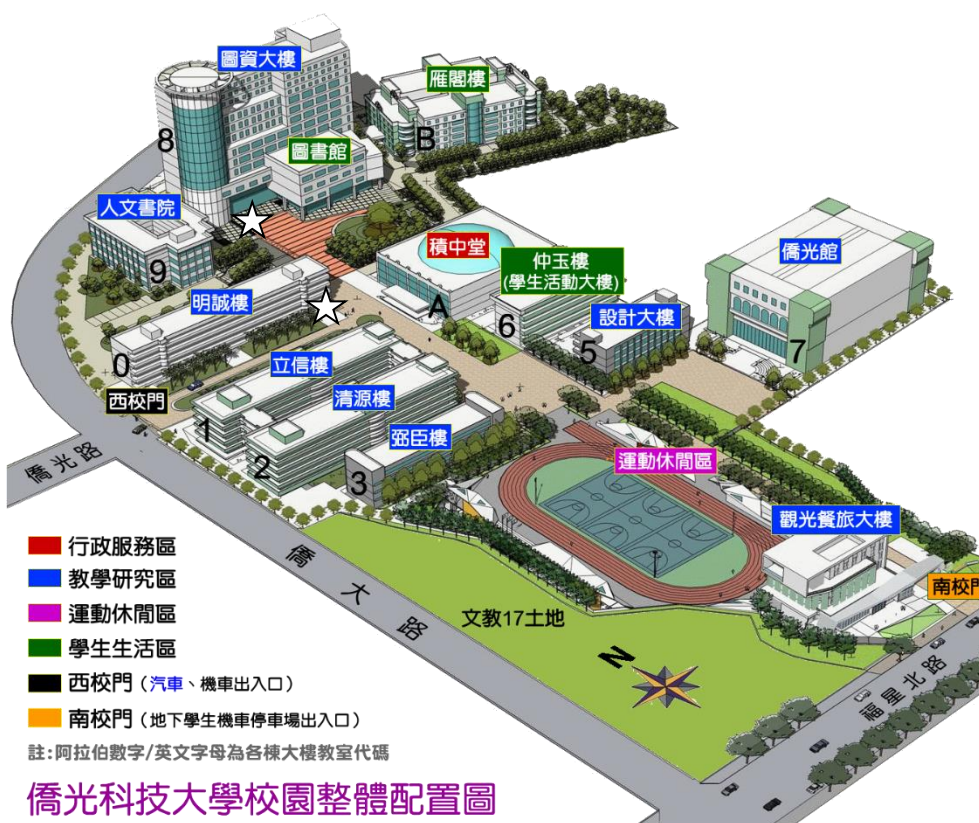 圖資大樓
雁閣樓
8
B
圖書館
人文書院
9
積中堂
仲玉樓
(學生活動大樓)
僑光館
明誠樓
A
6
設計大樓
5
7
0
立信樓
西校門
清源樓
1
弼臣樓
2
3
僑光路
運動休閒區
觀光餐旅大樓
南校門
僑大路
文教17土地
N
福星北路
行政服務區
教學研究區
運動休閒區
學生生活區
西校門（汽車、機車出入口）
南校門（地下學生機車停車場出入口）
註:阿拉伯數字/英文字母為各棟大樓教室代碼
僑光科技大學校園整體配置圖